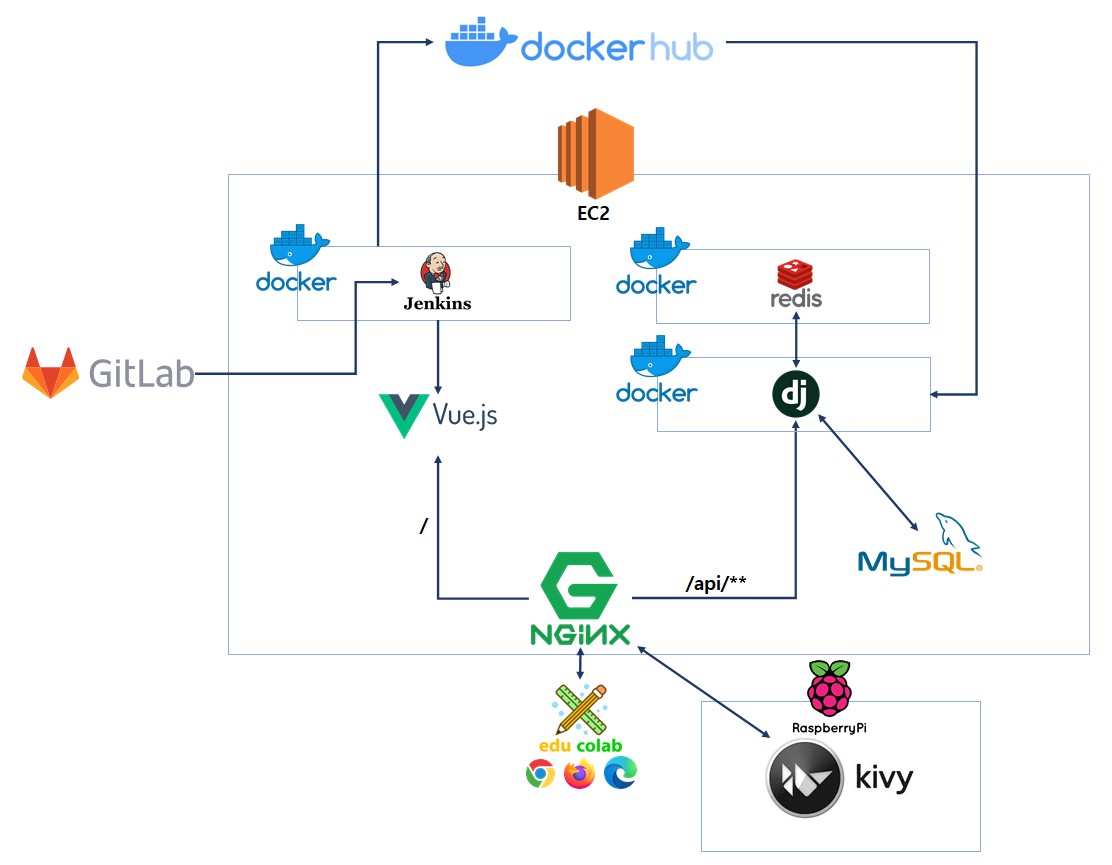 docker hub
EC2
docker
Jenkins
docker
redis
GitLab
docker
dj
Vue.js
/
MySQL®
/api/**
NGiNX
RaspberryPi
edu colab
kivy